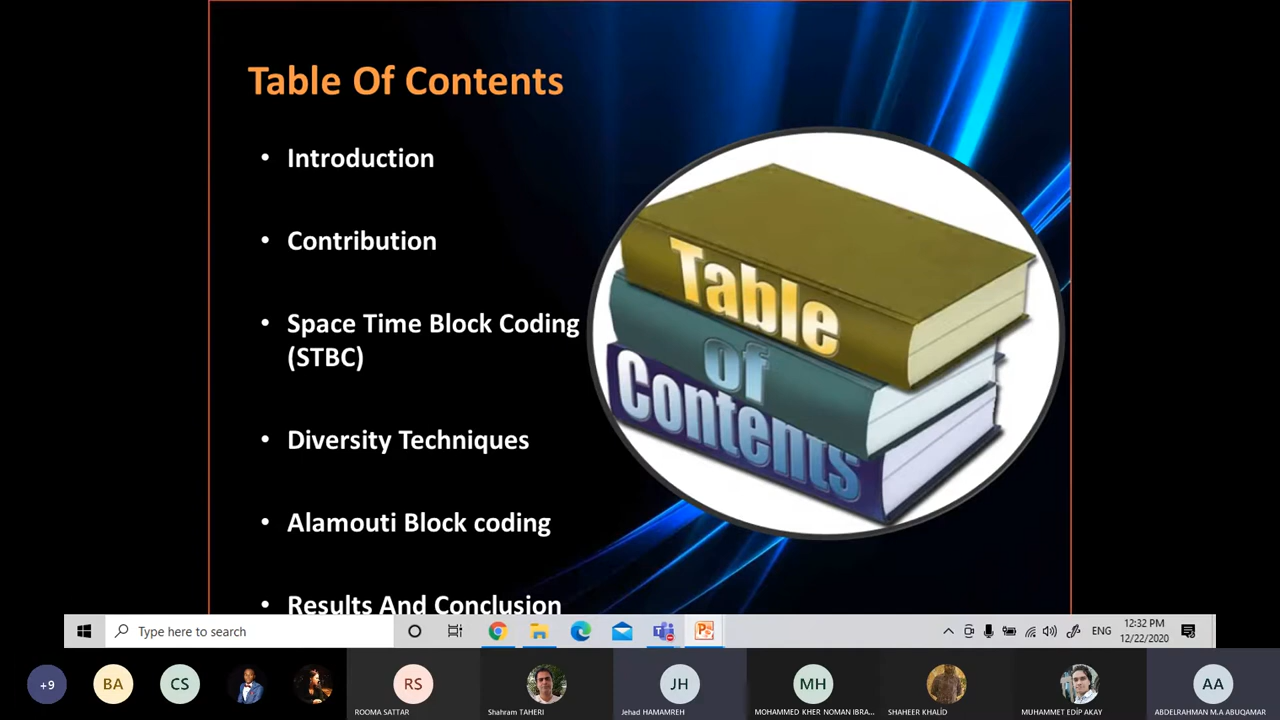 Table Of Contents
• Introduction
• Contribution
• Space Time Block Coding
(STBC)
• Diversity Techniques
• Alamouti Block coding
• Results And Conclusion
Table
of
Contents
Type here to search
ENG
12:32 PM
12/22/2020
+9
BA
CS
RS
JH
MH
AA
ROOMA SATTAR
Shahram TAHERI
Jehad HAMAMREH
MOHAMMED KHER NOMAN IBRA...
SHAHEER KHALİD
MUHAMMET EDİP AKAY
ABDELRAHMAN M.A ABUQAMAR